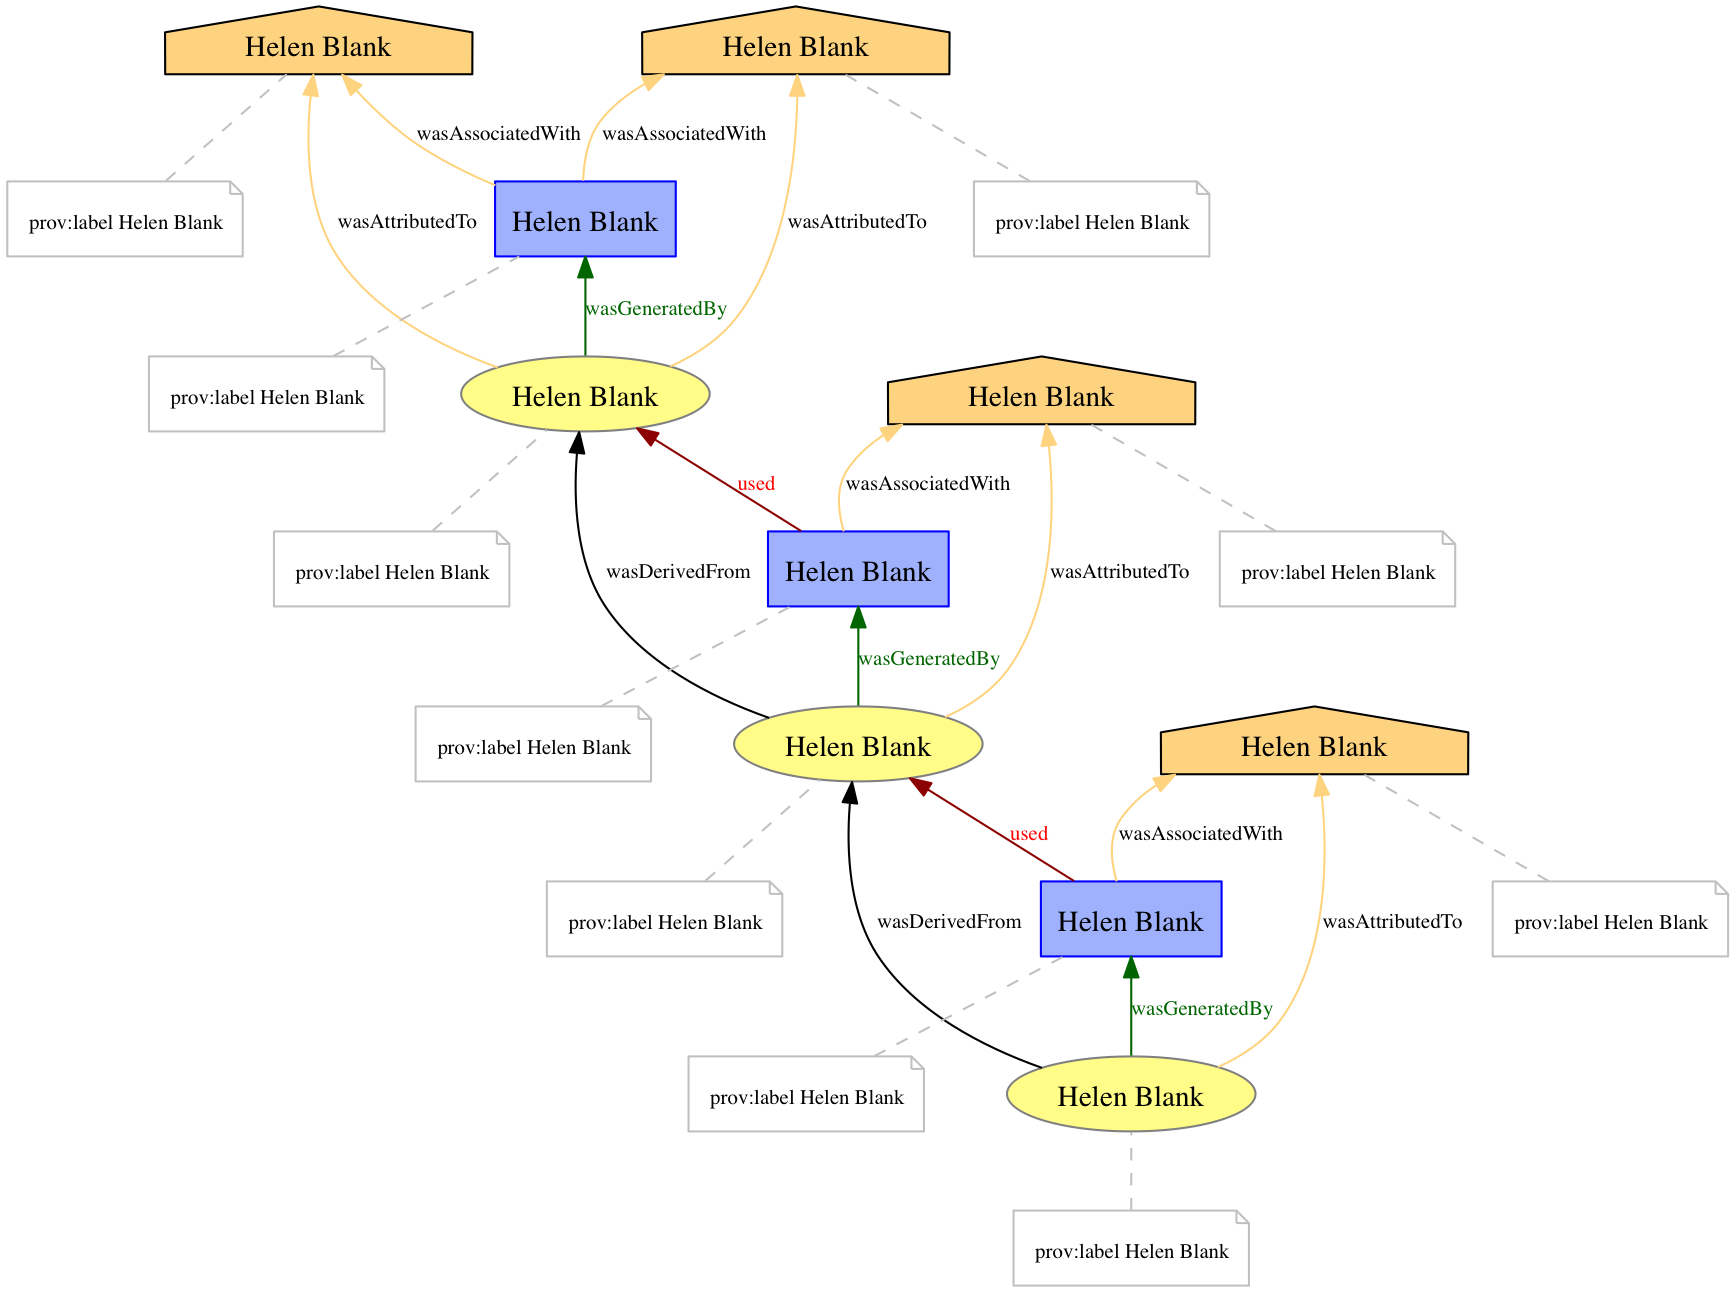 Helen Blank
Helen Blank
wasAssociatedWith
wasAssociatedWith
prov:label Helen Blank
wasAttributedTo
Helen Blank
wasAttributedTo
prov:label Helen Blank
wasGeneratedBy
prov:label Helen Blank
Helen Blank
Helen Blank
used
wasAssociatedWith
prov:label Helen Blank
wasDerivedFrom
Helen Blank
wasAttributedTo
prov:label Helen Blank
wasGeneratedBy
prov:label Helen Blank
Helen Blank
Helen Blank
used
wasAssociatedWith
prov:label Helen Blank
wasDerivedFrom
Helen Blank
wasAttributedTo
prov:label Helen Blank
wasGeneratedBy
prov:label Helen Blank
Helen Blank
prov:label Helen Blank